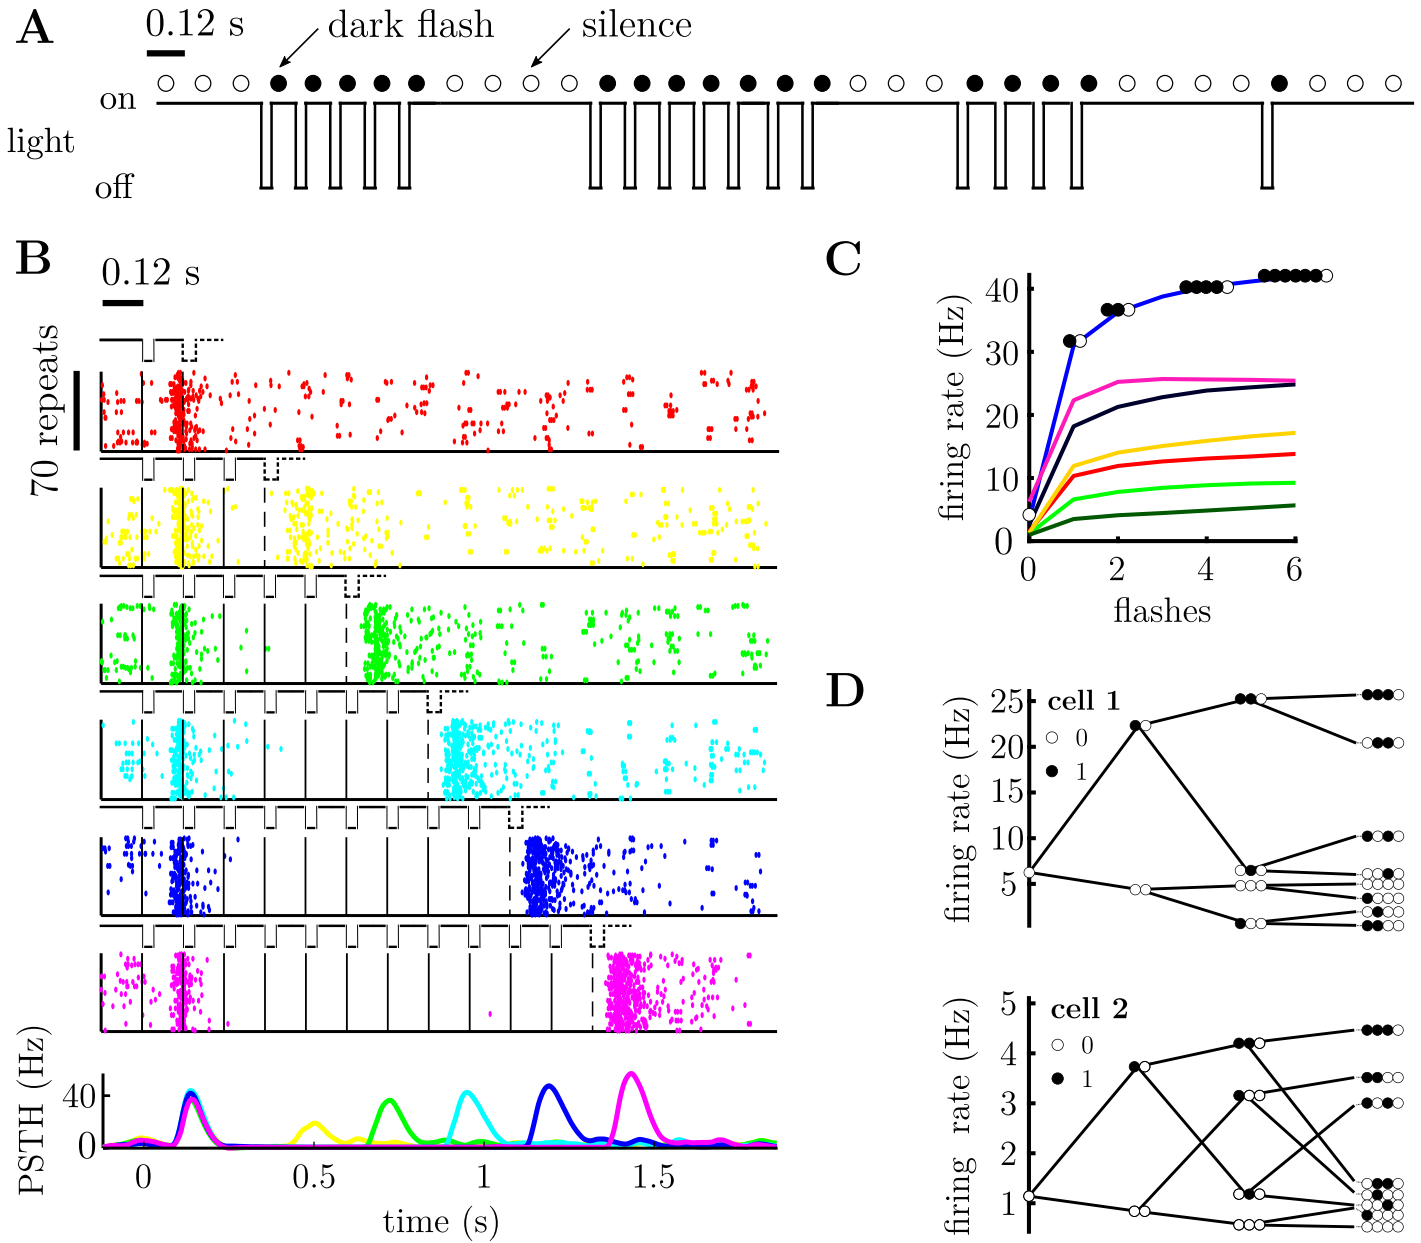 A
0.12 s
dark flash
silence
on
light
off
B
0.12 s
70 repeats
PSTH (Hz)
40
0
0
0.5
1
1.5
time (s)
C
firing rate (Hz)
40
30
20
10
0
0
2
4
6
flashes
D
firing rate (Hz)
25
20
15
10
5
cell 1
0
1
firing rate (Hz)
5
4
3
2
1
cell 2
0
1